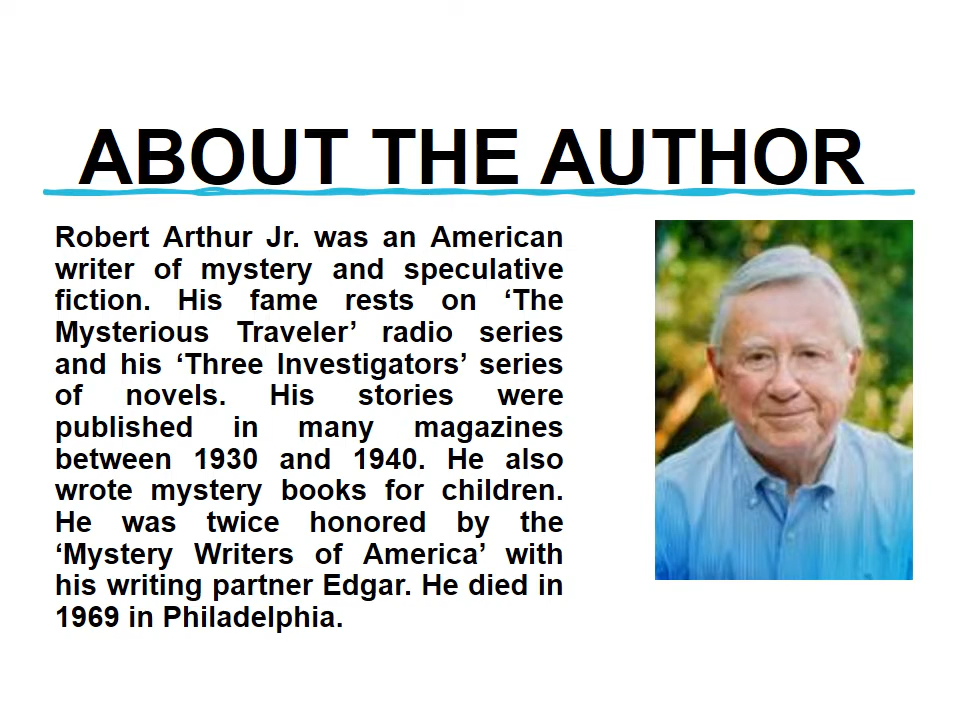 ABOUT THE AUTHOR
Robert Arthur Jr. was an American
writer of mystery and speculative
fiction. His fame rests on ‘The
Mysterious Traveler’ radio series
and his ‘Three Investigators’ series
of novels. His stories were
published in many magazines
between 1930 and 1940. He also
wrote mystery books for children.
He was twice honored by the
‘Mystery Writers of America’ with
his writing partner Edgar. He died in
1969 in Philadelphia.